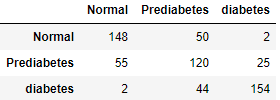 Normal Prediabetes diabetes
Normal 148 50 2
Prediabetes 55 120 25
diabetes 2 44 154